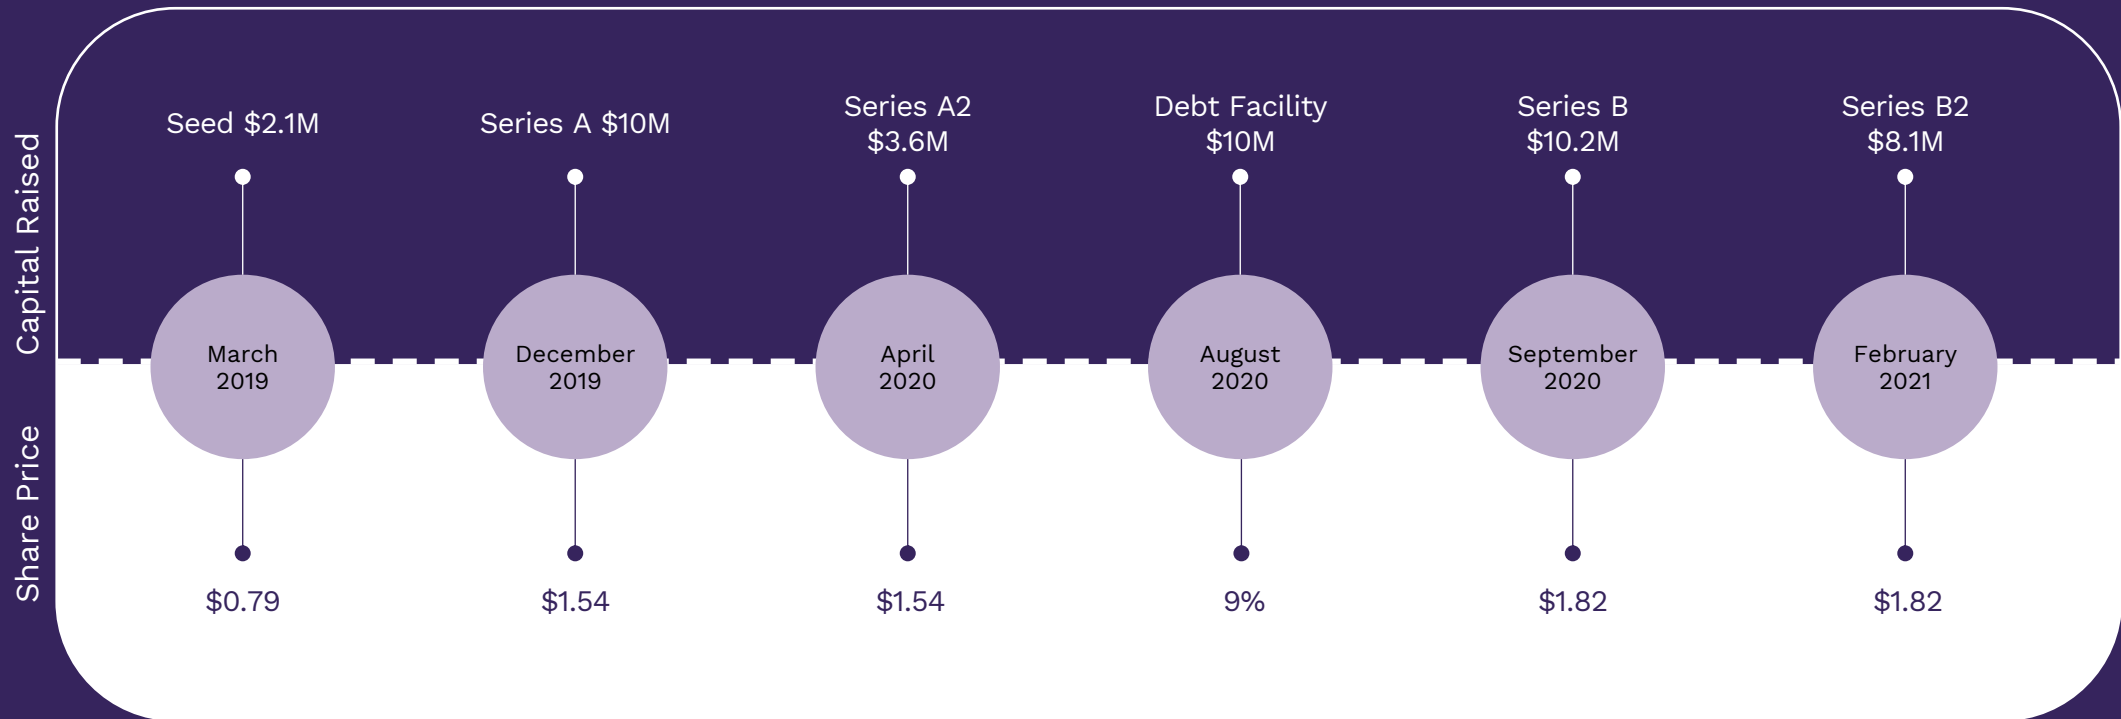 Capital Raised
Seed $2.1M
Series A $10M
Series A2
$3.6M
Debt Facility
$10M
Series B
$10.2M
Series B2
$8.1M
March
2019
December
2019
April
2020
August
2020
September
2020
February
2021
Share Price
$0.79
$1.54
$1.54
9%
$1.82
$1.82